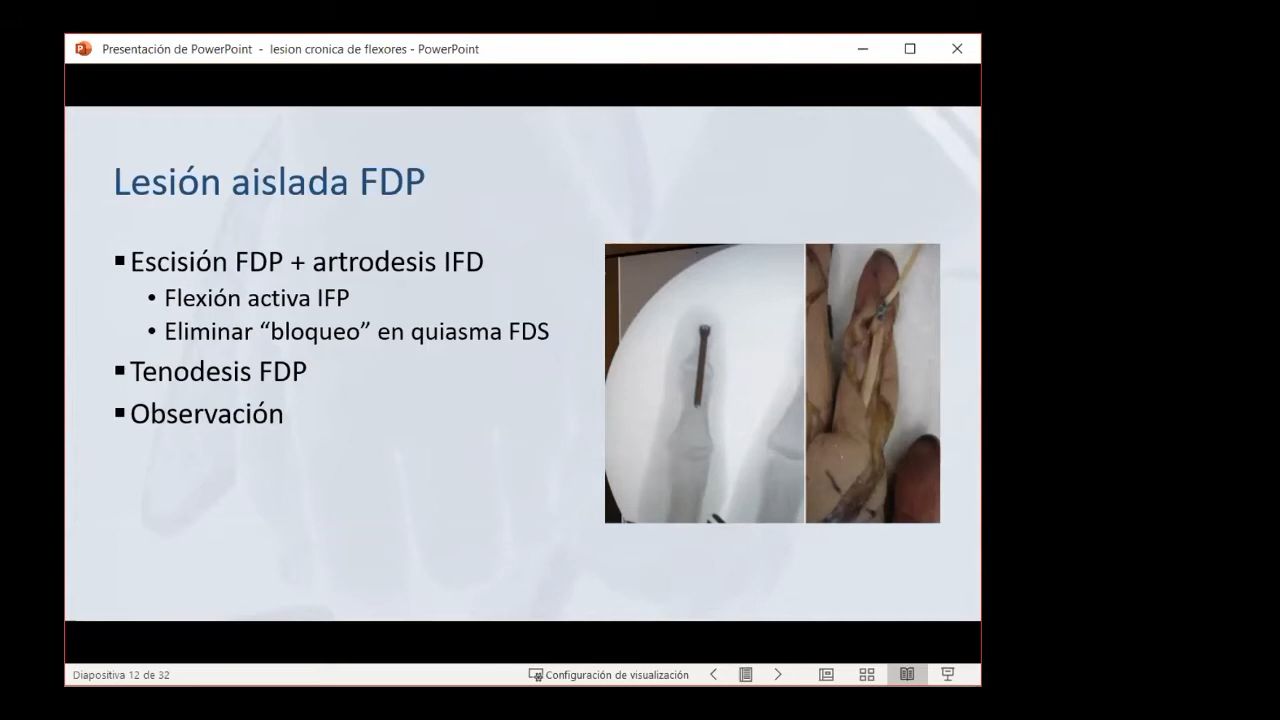 Presentación de PowerPoint - lesion cronica de flexores - PowerPoint
Lesión aislada FDP
▪ Escisión FDP + artrodesis IFD
• Flexión activa IFP
• Eliminar “bloqueo” en quiasma FDS
▪ Tenodesis FDP
▪ Observación
Diapositiva 12 de 32
Configuración de visualización